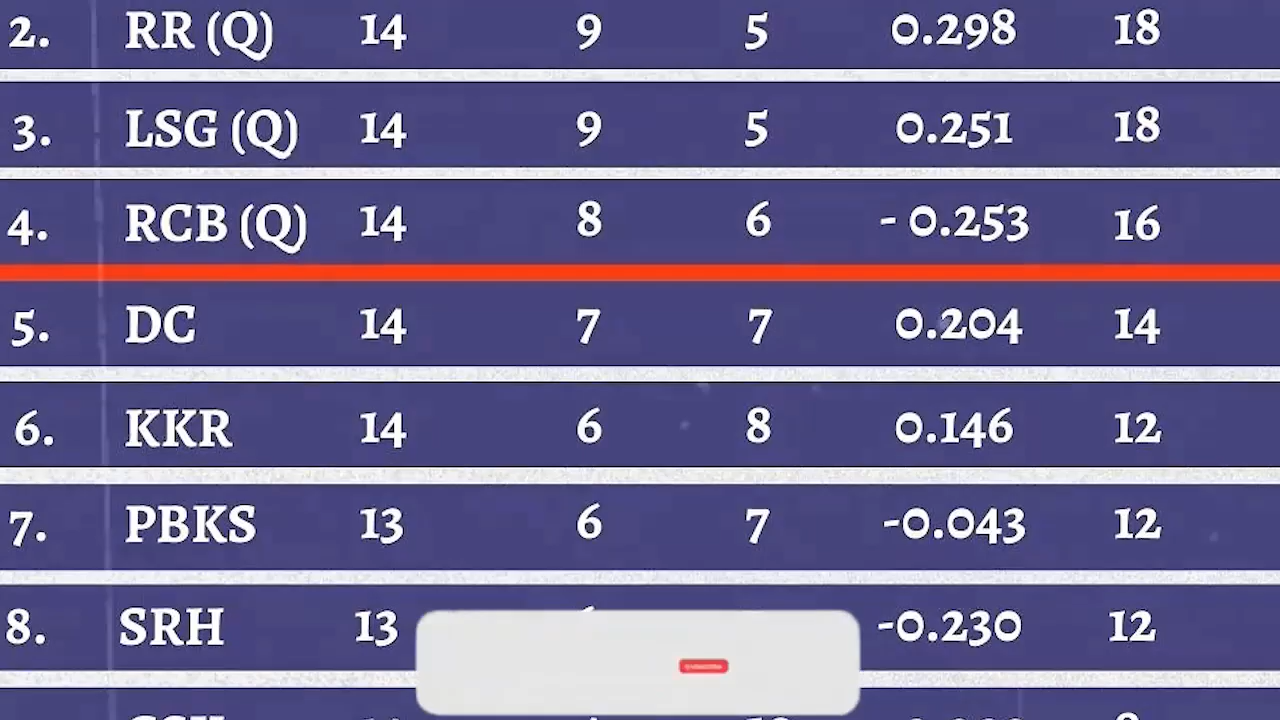 2. RR (Q) 14 9 5 0.298 18
3. LSG (Q) 14 9 5 0.251 18
4. RCB (Q) 14 8 6 - 0.253 16
5. DC 14 7 7 0.204 14
6. KKR 14 6 8 0.146 12
7. PBKS 13 6 7 -0.043 12
8. SRH 13 -0.230 12